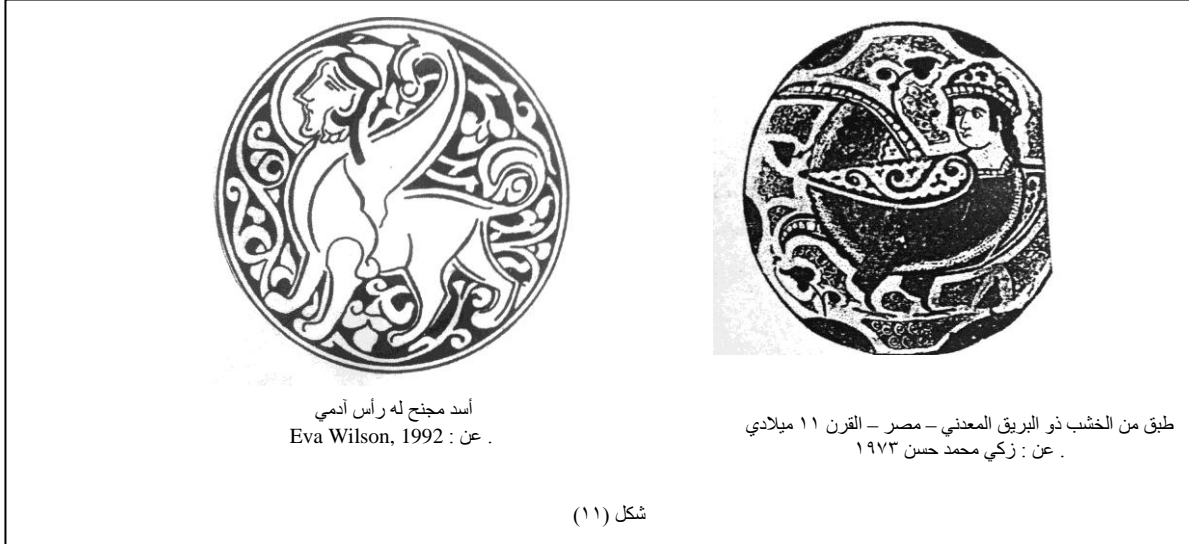 طبق من الخشب ذو البريق المعدني – مصر – القرن ١١ ميلادي
. عن : زكي محمد حسن ١٩٧٣
أسد مجنح له رأس آدمي
. عن : Eva Wilson, 1992
شكل (١١)